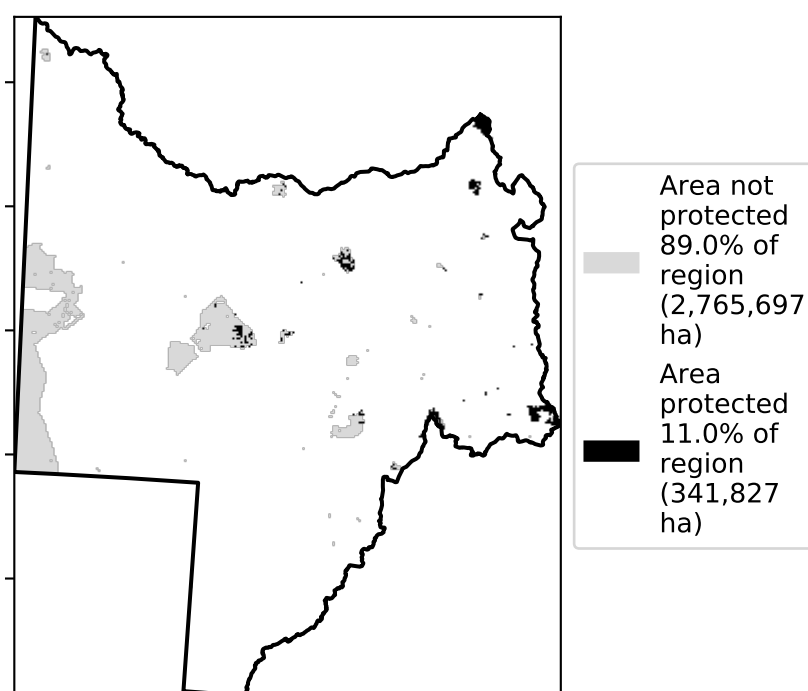 Area not
protected
89.0% of
region
(2,765,697
ha)
Area
protected
11.0% of
region
(341,827
ha)